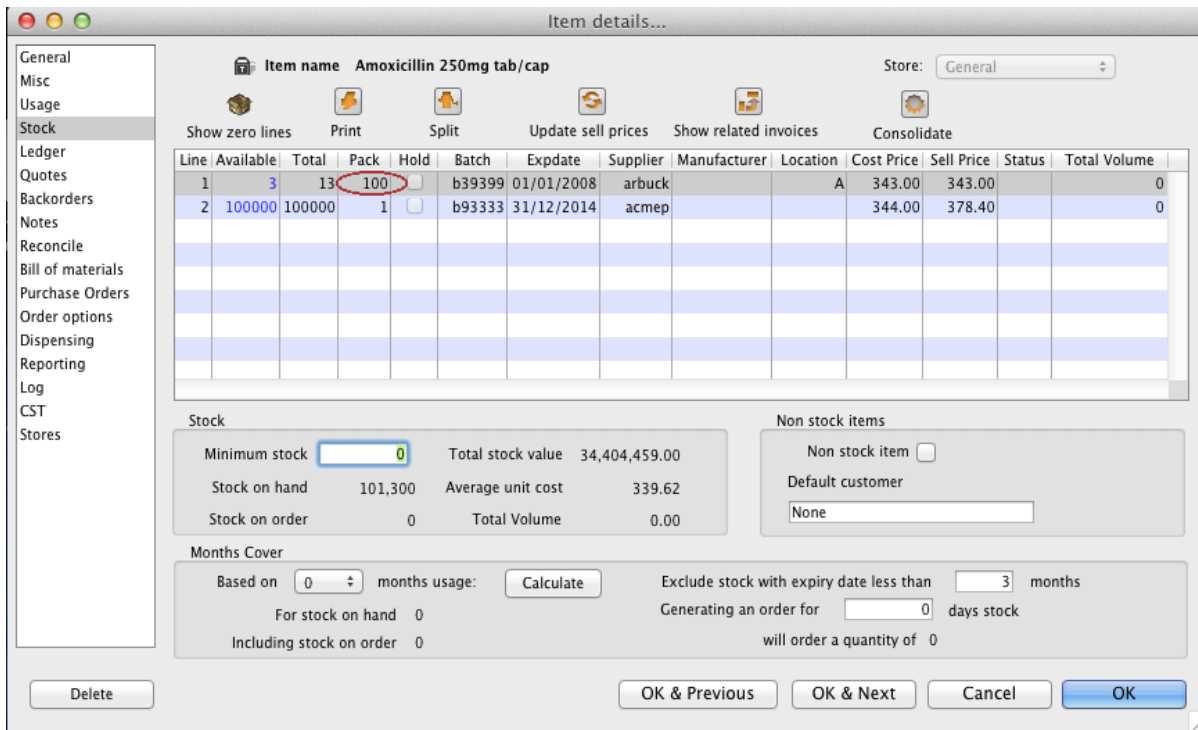 Item details...
General
Misc
Usage
Stock
Ledger
Quotes
Backorders
Notes
Reconcile
Bill of materials
Purchase Orders
Order options
Dispensing
Reporting
Log
CST
Stores
Item name Amoxicillin 250mg tab/cap
Store: General
Show zero lines Print Split Update sell prices Show related invoices Consolidate
Line Available Total Pack Hold Batch Expdate Supplier Manufacturer Location Cost Price Sell Price Status Total Volume
1 3 13 100 b39399 01/01/2008 arbuck A 343.00 343.00 0
2 100000 100000 1 b93333 31/12/2014 acmep 344.00 378.40 0
Stock
Minimum stock 0 Total stock value 34,404,459.00
Stock on hand 101,300 Average unit cost 339.62
Stock on order 0 Total Volume 0.00
Non stock items
Non stock item
Default customer
None
Months Cover
Based on 0 months usage: Calculate Exclude stock with expiry date less than 3 months
For stock on hand 0 Generating an order for 0 days stock
Including stock on order 0 will order a quantity of 0
Delete OK & Previous OK & Next Cancel OK